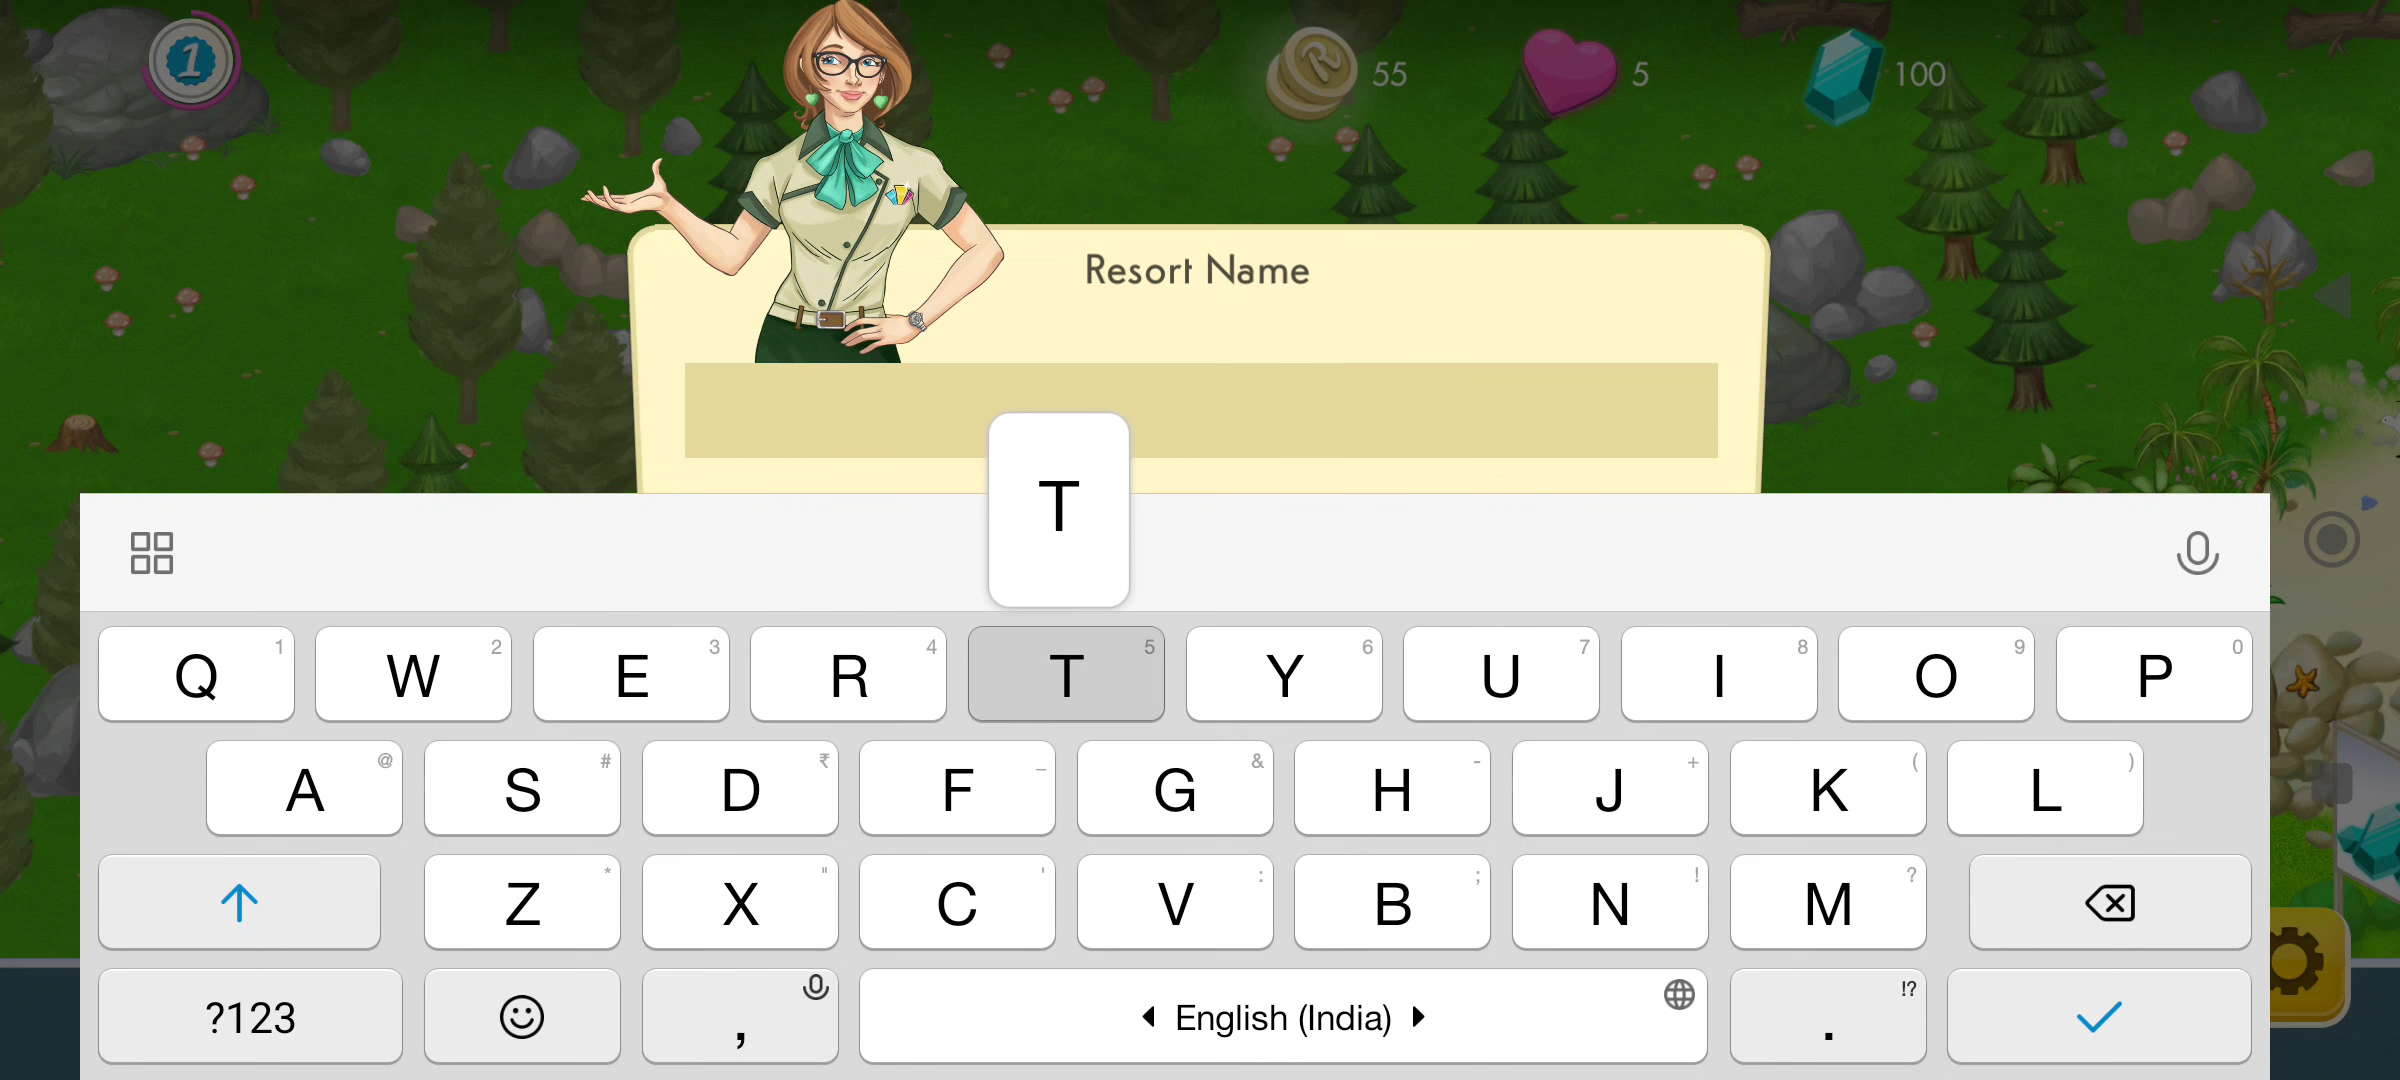 1
R 55
5
100
Resort Name
T
Q 1 W 2 E 3 R 4 T 5 Y 6 U 7 I 8 O 9 P 0
A @ S # D ₹ F _ G & H - J + K ( L )
Z * X " C ' V : B ; N ! M ?
?123 , English (India) . !?